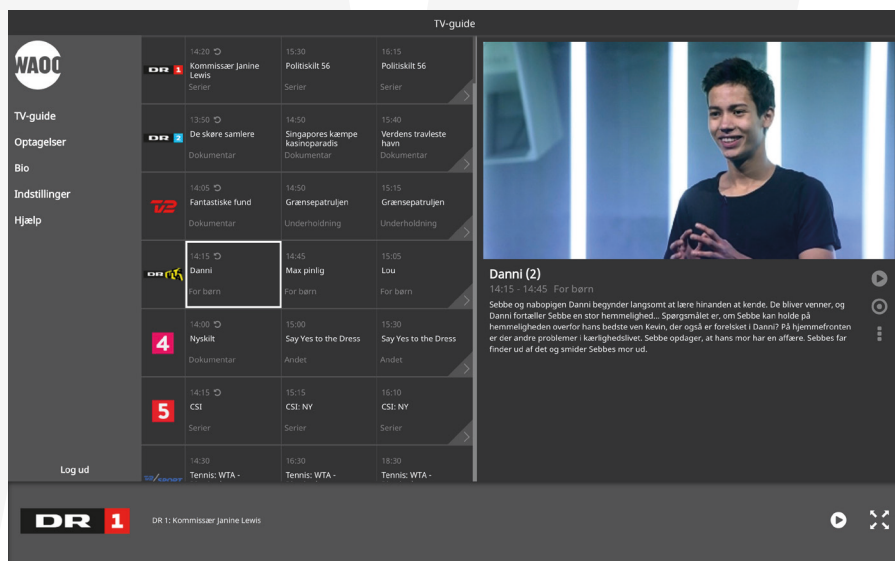 TV-guide
WAOO
TV-guide
Optagelser
Bio
Indstillinger
Hjælp
Log ud
DR 1
14:20
Kommissær Janine
Lewis
Serier
15:30
Politiskilt 56
Serier
16:15
Politiskilt 56
Serier
DR 2
13:50
De skøre samlere
Dokumentar
14:50
Singapores kæmpe
kasinoparadis
Dokumentar
15:40
Verdens travleste
havn
Dokumentar
TV2
14:05
Fantastiske fund
Dokumentar
14:50
Grænsepatruljen
Underholdning
15:15
Grænsepatruljen
Underholdning
DR
14:15
Danni
For børn
14:45
Max pinlig
For børn
15:05
Lou
For børn
4
14:00
Nyskilt
Dokumentar
15:00
Say Yes to the Dress
Andet
15:30
Say Yes to the Dress
Andet
5
14:15
CSI
Serier
15:15
CSI: NY
Serier
16:10
CSI: NY
Serier
14:30
Tennis: WTA -
16:30
Tennis: WTA -
18:30
Tennis: WTA -
Danni (2)
14:15 - 14:45 For børn
Sebbe og nabopigen Danni begynder langsomt at lære hinanden at kende. De bliver venner, og
Danni fortæller Sebbe en stor hemmelighed... Spørgsmålet er, om Sebbe kan holde på
hemmeligheden overfor hans bedste ven Kevin, der også er forelsket i Danni? På hjemmefronten
er der andre problemer i kærlighedslivet. Sebbe opdager, at hans mor har en affære. Sebbes far
finder ud af det og smider Sebbes mor ud.
DR 1
DR 1: Kommissær Janine Lewis